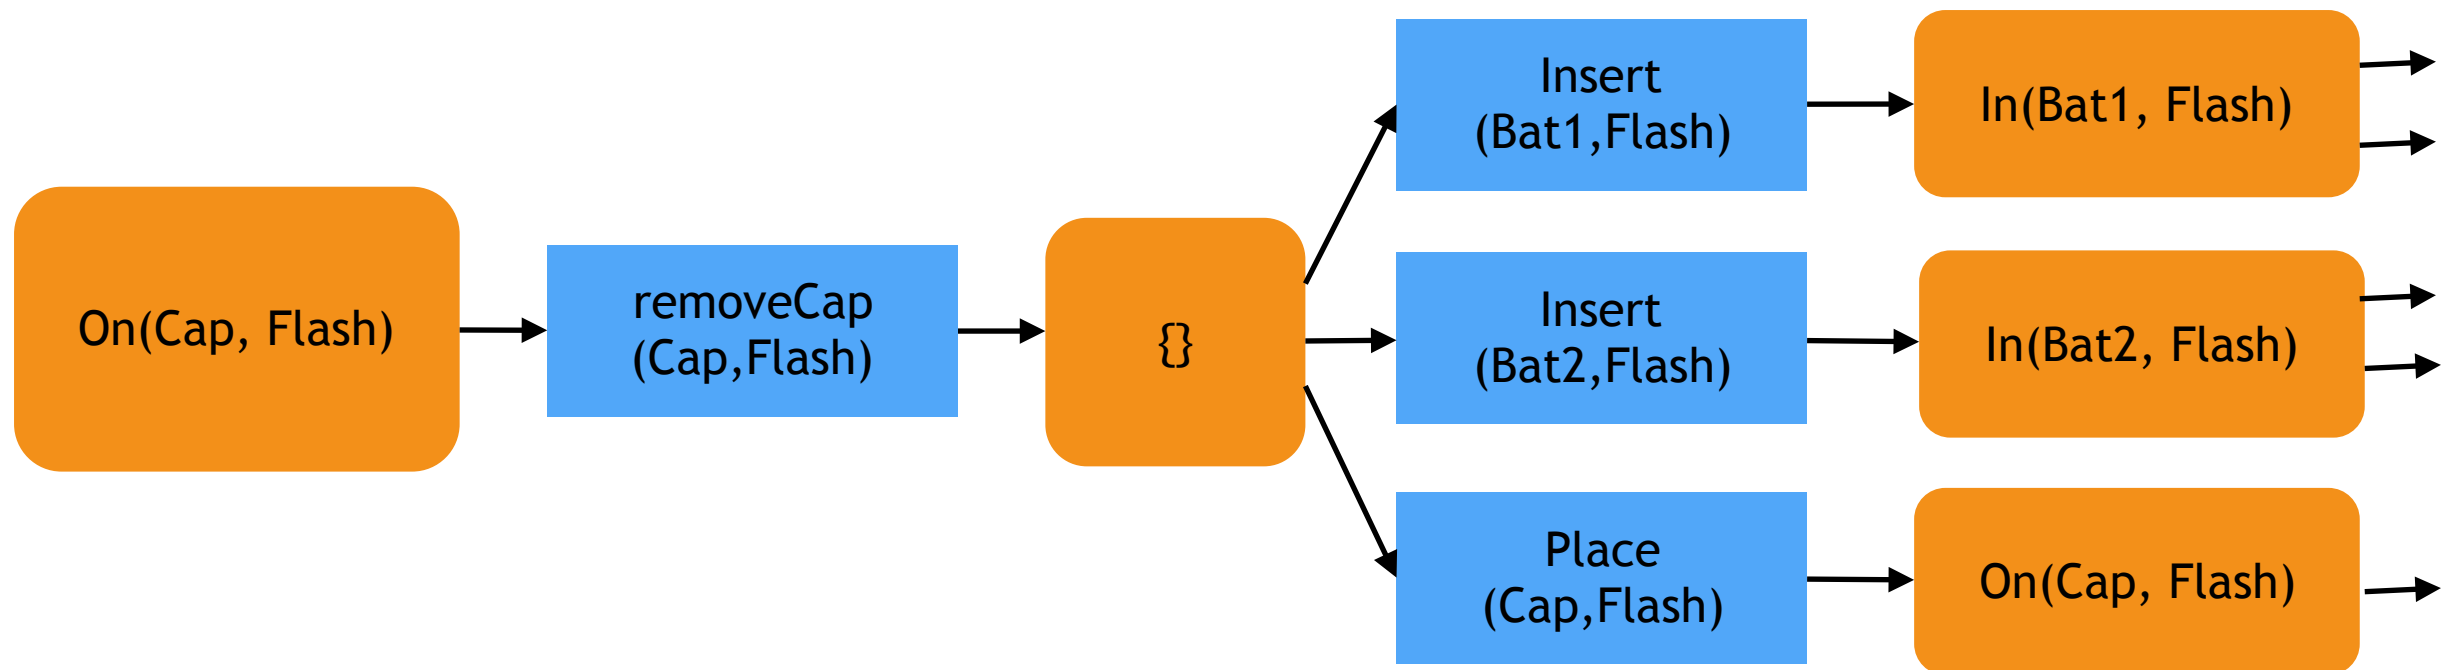 On(Cap, Flash)
removeCap
(Cap,Flash)
{}
Insert
(Bat1,Flash)
In(Bat1, Flash)
Insert
(Bat2,Flash)
In(Bat2, Flash)
Place
(Cap,Flash)
On(Cap, Flash)